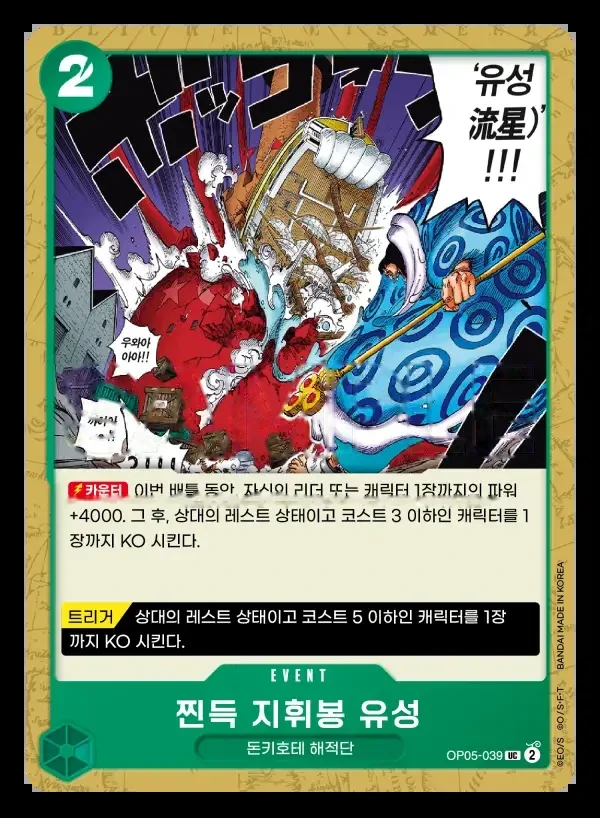 2
'유성
流星)'
!!!
우와아
아아!!
카운터 이번 배틀 동안, 자신의 리더 또는 캐릭터 1장까지의 파워
+4000. 그 후, 상대의 레스트 상태이고 코스트 3 이하인 캐릭터를 1
장까지 KO 시킨다.
트리거 상대의 레스트 상태이고 코스트 5 이하인 캐릭터를 1장
까지 KO 시킨다.
EVENT
찐득 지휘봉 유성
돈키호테 해적단
OP05-039 UC 2
©EO/S ©O/S·F·T BANDAI MADE IN KOREA